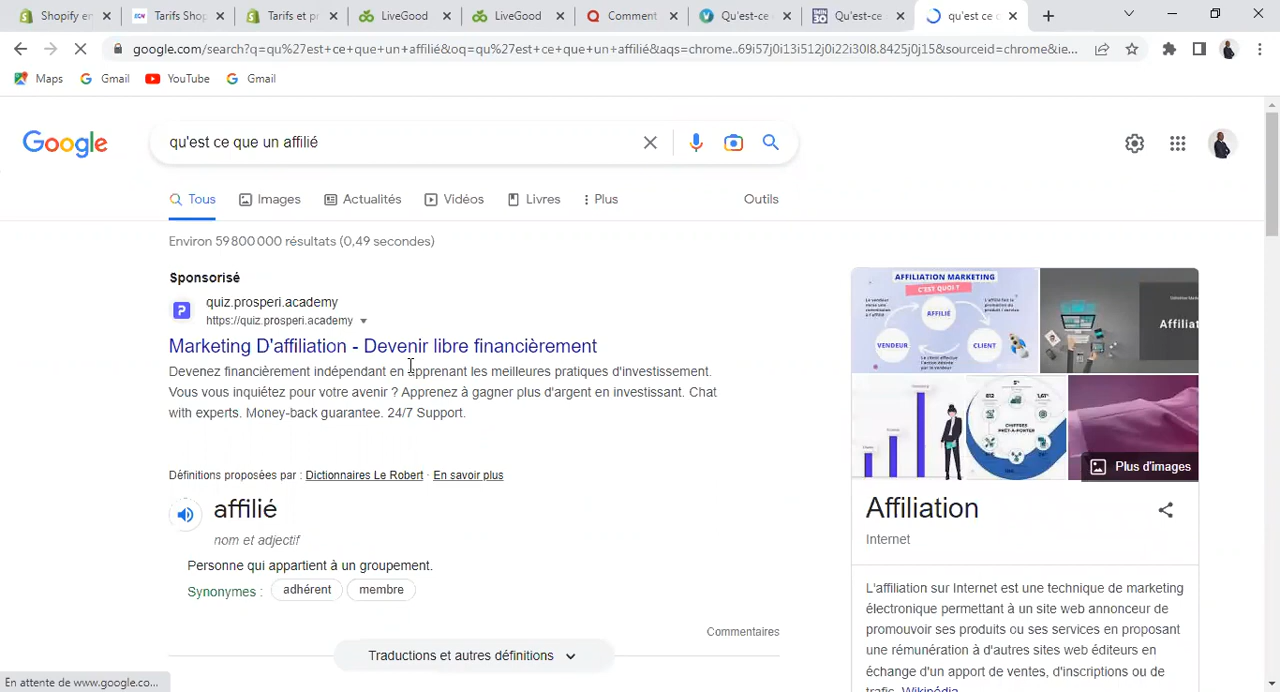 Shopify en
Tarifs Shop
Tarifs et pr
LiveGood
LiveGood
Comment
Qu'est-ce
Qu'est-ce
qu'est ce c
google.com/search?q=qu%27est+ce+que+un+affilié&oq=qu%27est+ce+que+un+affilié&aqs=chrome..69i57j0i13i512j0i22i30l8.8425j0j15&sourceid=chrome&ie...
Maps
Gmail
YouTube
Gmail
Google
qu'est ce que un affilié
Tous
Images
Actualités
Vidéos
Livres
Plus
Outils
Environ 59 800 000 résultats (0,49 secondes)
Sponsorisé
quiz.prosperi.academy
https://quiz.prosperi.academy
Marketing D'affiliation - Devenir libre financièrement
Devenez financièrement indépendant en apprenant les meilleures pratiques d'investissement.
Vous vous inquiétez pour votre avenir ? Apprenez à gagner plus d'argent en investissant. Chat
with experts. Money-back guarantee. 24/7 Support.
Définitions proposées par : Dictionnaires Le Robert · En savoir plus
affilié
nom et adjectif
Personne qui appartient à un groupement.
Synonymes :
adhérent
membre
Commentaires
Traductions et autres définitions
AFFILIATION MARKETING
C'EST QUOI ?
AFFILIÉ
VENDEUR
CLIENT
Affiliat
CHIFFRES
PRÊT-À-PORTER
Plus d'images
Affiliation
Internet
L'affiliation sur Internet est une technique de marketing
électronique permettant à un site web annonceur de
promouvoir ses produits ou ses services en proposant
une rémunération à d'autres sites web éditeurs en
échange d'un apport de ventes, d'inscriptions ou de
trafic. Wikipédia
En attente de www.google.co...